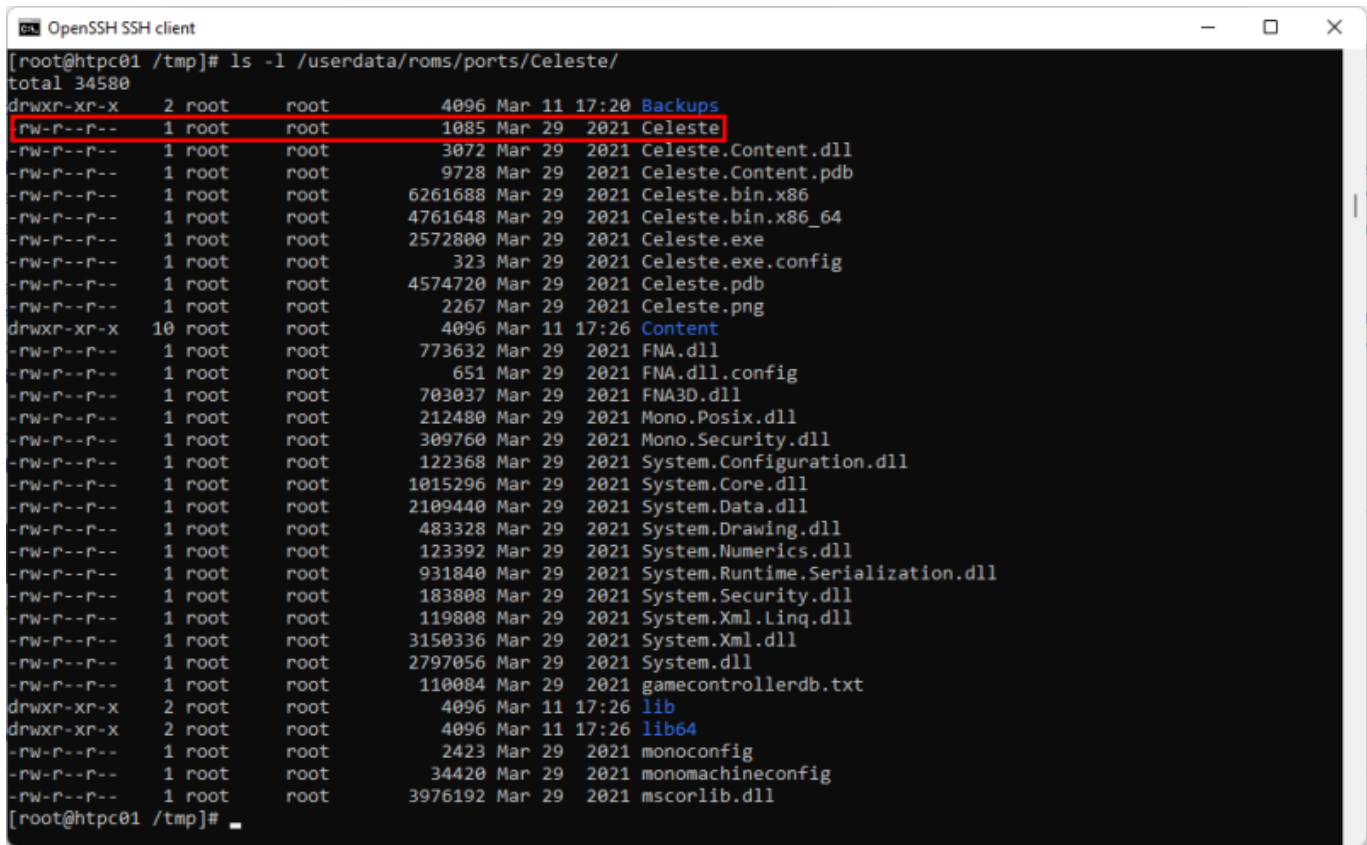 OpenSSH SSH client
[root@htpc01 /tmp]# ls -l /userdata/roms/ports/Celeste/
total 34580
drwxr-xr-x    2 root     root          4096 Mar 11 17:20 Backups
-rw-r--r--    1 root     root          1085 Mar 29  2021 Celeste
-rw-r--r--    1 root     root          3072 Mar 29  2021 Celeste.Content.dll
-rw-r--r--    1 root     root          9728 Mar 29  2021 Celeste.Content.pdb
-rw-r--r--    1 root     root       6261688 Mar 29  2021 Celeste.bin.x86
-rw-r--r--    1 root     root       4761648 Mar 29  2021 Celeste.bin.x86_64
-rw-r--r--    1 root     root       2572800 Mar 29  2021 Celeste.exe
-rw-r--r--    1 root     root           323 Mar 29  2021 Celeste.exe.config
-rw-r--r--    1 root     root       4574720 Mar 29  2021 Celeste.pdb
-rw-r--r--    1 root     root          2267 Mar 29  2021 Celeste.png
drwxr-xr-x   10 root     root          4096 Mar 11 17:26 Content
-rw-r--r--    1 root     root        773632 Mar 29  2021 FNA.dll
-rw-r--r--    1 root     root           651 Mar 29  2021 FNA.dll.config
-rw-r--r--    1 root     root        703037 Mar 29  2021 FNA3D.dll
-rw-r--r--    1 root     root        212480 Mar 29  2021 Mono.Posix.dll
-rw-r--r--    1 root     root        309760 Mar 29  2021 Mono.Security.dll
-rw-r--r--    1 root     root        122368 Mar 29  2021 System.Configuration.dll
-rw-r--r--    1 root     root       1015296 Mar 29  2021 System.Core.dll
-rw-r--r--    1 root     root       2109440 Mar 29  2021 System.Data.dll
-rw-r--r--    1 root     root        483328 Mar 29  2021 System.Drawing.dll
-rw-r--r--    1 root     root        123392 Mar 29  2021 System.Numerics.dll
-rw-r--r--    1 root     root        931840 Mar 29  2021 System.Runtime.Serialization.dll
-rw-r--r--    1 root     root        183808 Mar 29  2021 System.Security.dll
-rw-r--r--    1 root     root        119808 Mar 29  2021 System.Xml.Linq.dll
-rw-r--r--    1 root     root       3150336 Mar 29  2021 System.Xml.dll
-rw-r--r--    1 root     root       2797056 Mar 29  2021 System.dll
-rw-r--r--    1 root     root        110084 Mar 29  2021 gamecontrollerdb.txt
drwxr-xr-x    2 root     root          4096 Mar 11 17:26 lib
drwxr-xr-x    2 root     root          4096 Mar 11 17:26 lib64
-rw-r--r--    1 root     root          2423 Mar 29  2021 monoconfig
-rw-r--r--    1 root     root         34420 Mar 29  2021 monomachineconfig
-rw-r--r--    1 root     root       3976192 Mar 29  2021 mscorlib.dll
[root@htpc01 /tmp]#